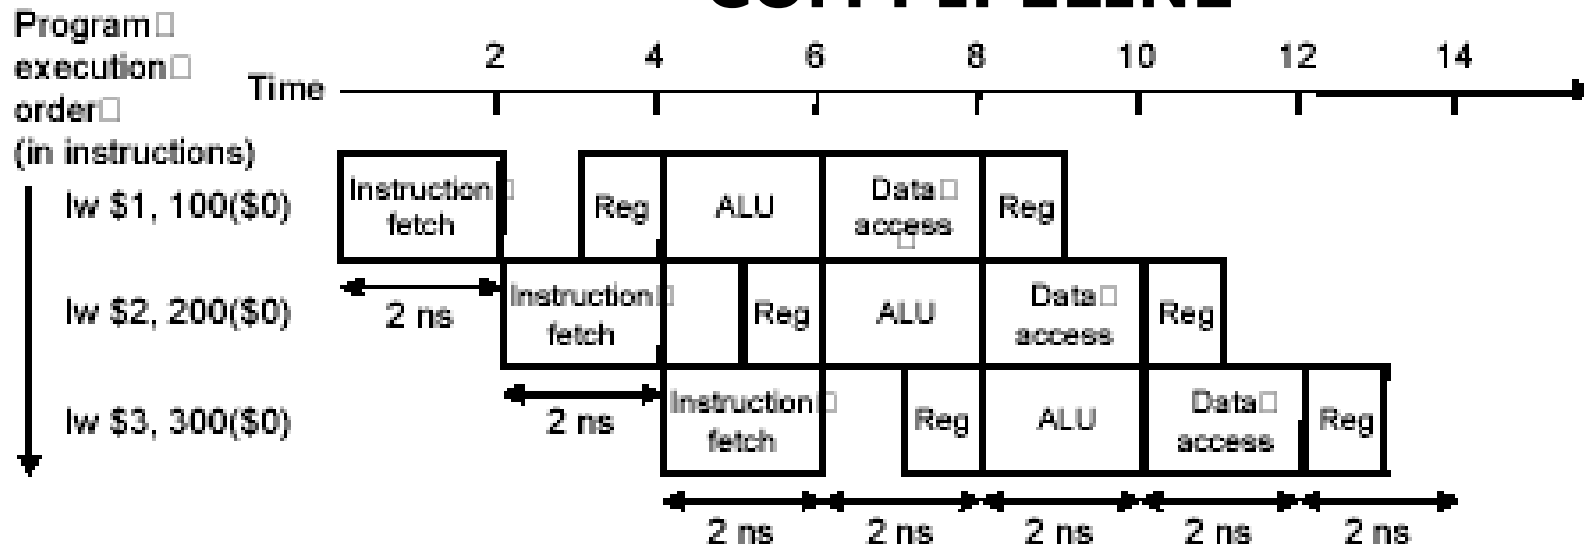 CON PIPELINE
Program
execution
order
(in instructions)
Time
2 4 6 8 10 12 14
lw $1, 100($0)
Instruction
fetch
Reg
ALU
Data
access
Reg
2 ns
lw $2, 200($0)
Instruction
fetch
Reg
ALU
Data
access
Reg
2 ns
lw $3, 300($0)
Instruction
fetch
Reg
ALU
Data
access
Reg
2 ns 2 ns 2 ns 2 ns 2 ns